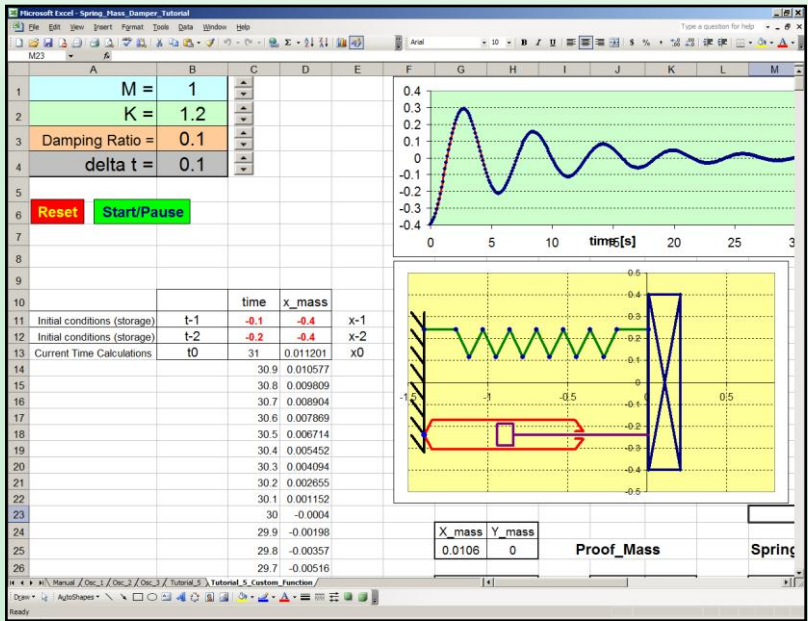 Microsoft Excel - Spring_Mass_Damper_Tutorial
File Edit View Insert Format Tools Data Window Help
Type a question for help
Arial 10 B I U $ % ,
M23 fx
A B C D E F G H I J K L M
1 M = 1
2 K = 1.2
3 Damping Ratio = 0.1
4 delta t = 0.1
5
6 Reset Start/Pause
7
8
9
10 time x_mass
11 Initial conditions (storage) t-1 -0.1 -0.4 x-1
12 Initial conditions (storage) t-2 -0.2 -0.4 x-2
13 Current Time Calculations t0 31 0.011201 x0
14 30.9 0.010577
15 30.8 0.009809
16 30.7 0.008904
17 30.6 0.007869
18 30.5 0.006714
19 30.4 0.005452
20 30.3 0.004094
21 30.2 0.002655
22 30.1 0.001152
23 30 -0.0004
24 29.9 -0.00198
25 29.8 -0.00357
26 29.7 -0.00516
0.4
0.3
0.2
0.1
0
-0.1
-0.2
-0.3
-0.4
0 5 10 15 20 25 3
time [s]
0.5
0.4
0.3
0.2
0.1
0
-1.5 -1 -0.5 0.5
-0.1
-0.2
-0.3
-0.4
-0.5
X_mass Y_mass
0.0106 0 Proof_Mass Spring
Manual / Osc_1 / Osc_2 / Osc_3 / Tutorial_5 \ Tutorial_5_Custom_Function /
Draw AutoShapes
Ready